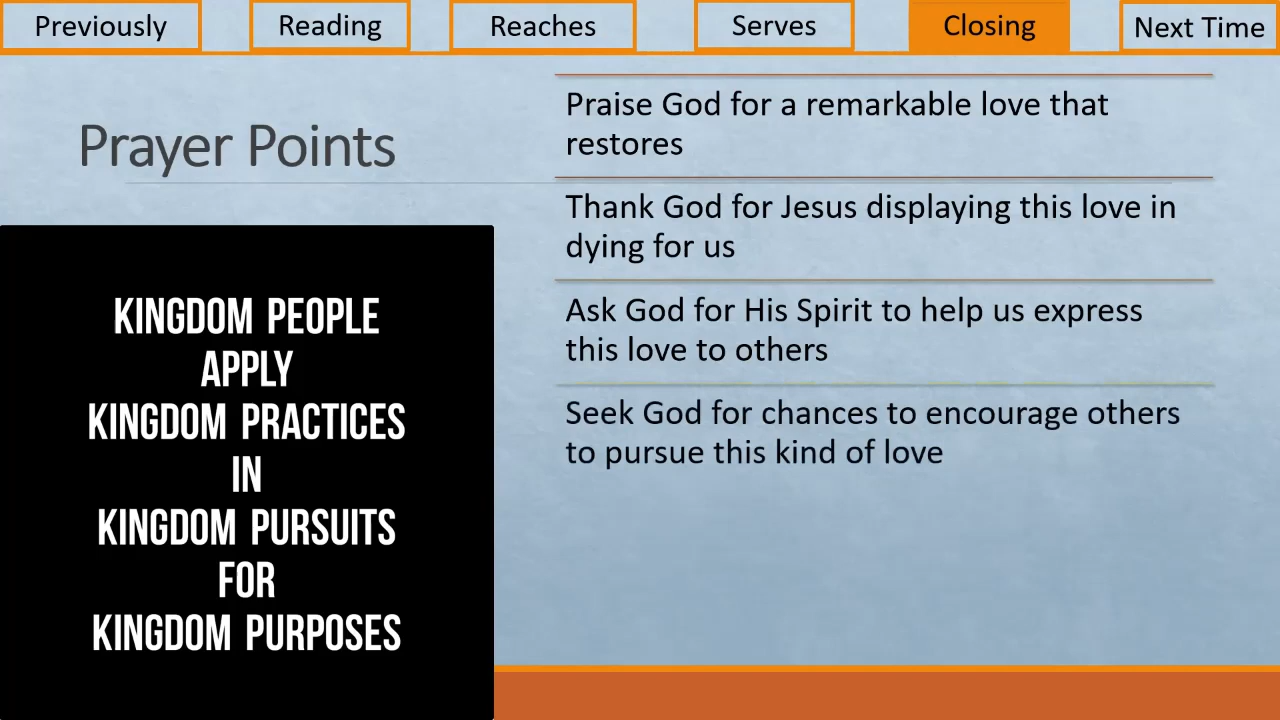 Previously
Reading
Reaches
Serves
Closing
Next Time
Prayer Points
Praise God for a remarkable love that
restores
Thank God for Jesus displaying this love in
dying for us
Ask God for His Spirit to help us express
this love to others
Seek God for chances to encourage others
to pursue this kind of love
KINGDOM PEOPLE
APPLY
KINGDOM PRACTICES
IN
KINGDOM PURSUITS
FOR
KINGDOM PURPOSES